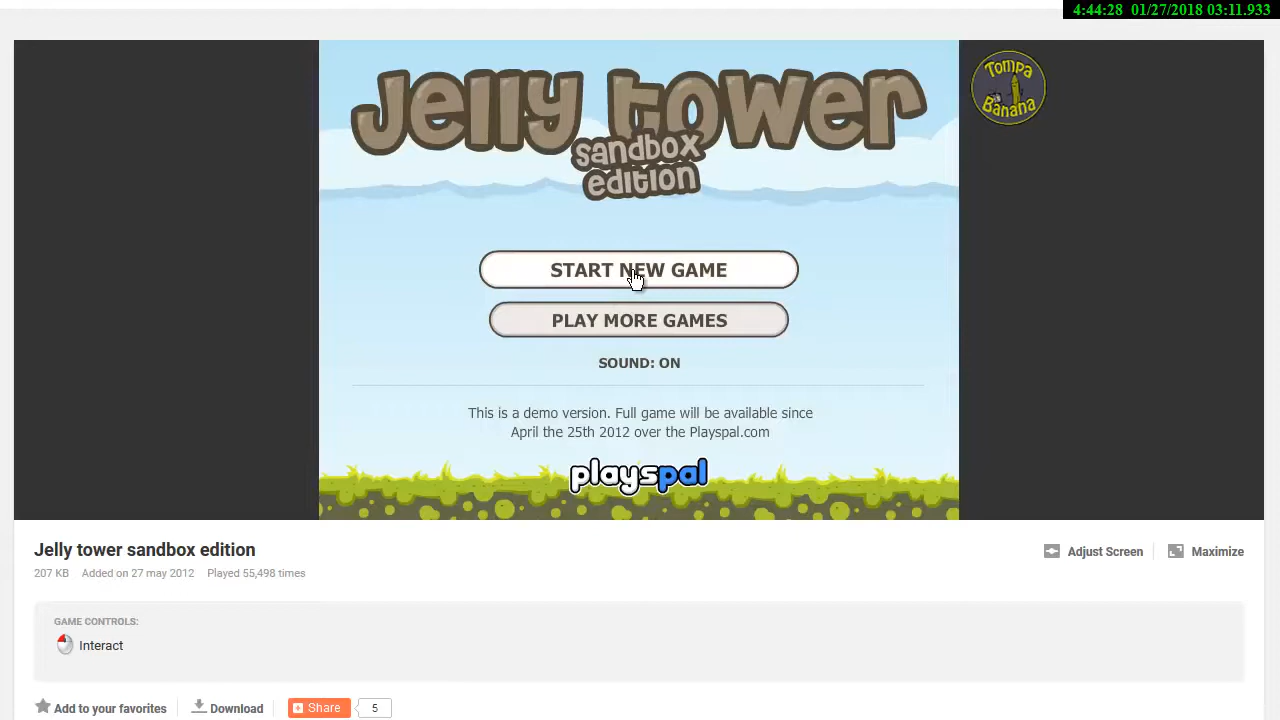 4:44:28 01/27/2018 03:11.933
Jelly tower
sandbox
edition
Tompa
Banana
START NEW GAME
PLAY MORE GAMES
SOUND: ON
This is a demo version. Full game will be available since
April the 25th 2012 over the Playspal.com
playspal
Jelly tower sandbox edition
Adjust Screen
Maximize
207 KB Added on 27 may 2012 Played 55,498 times
GAME CONTROLS:
Interact
Add to your favorites
Download
Share
5